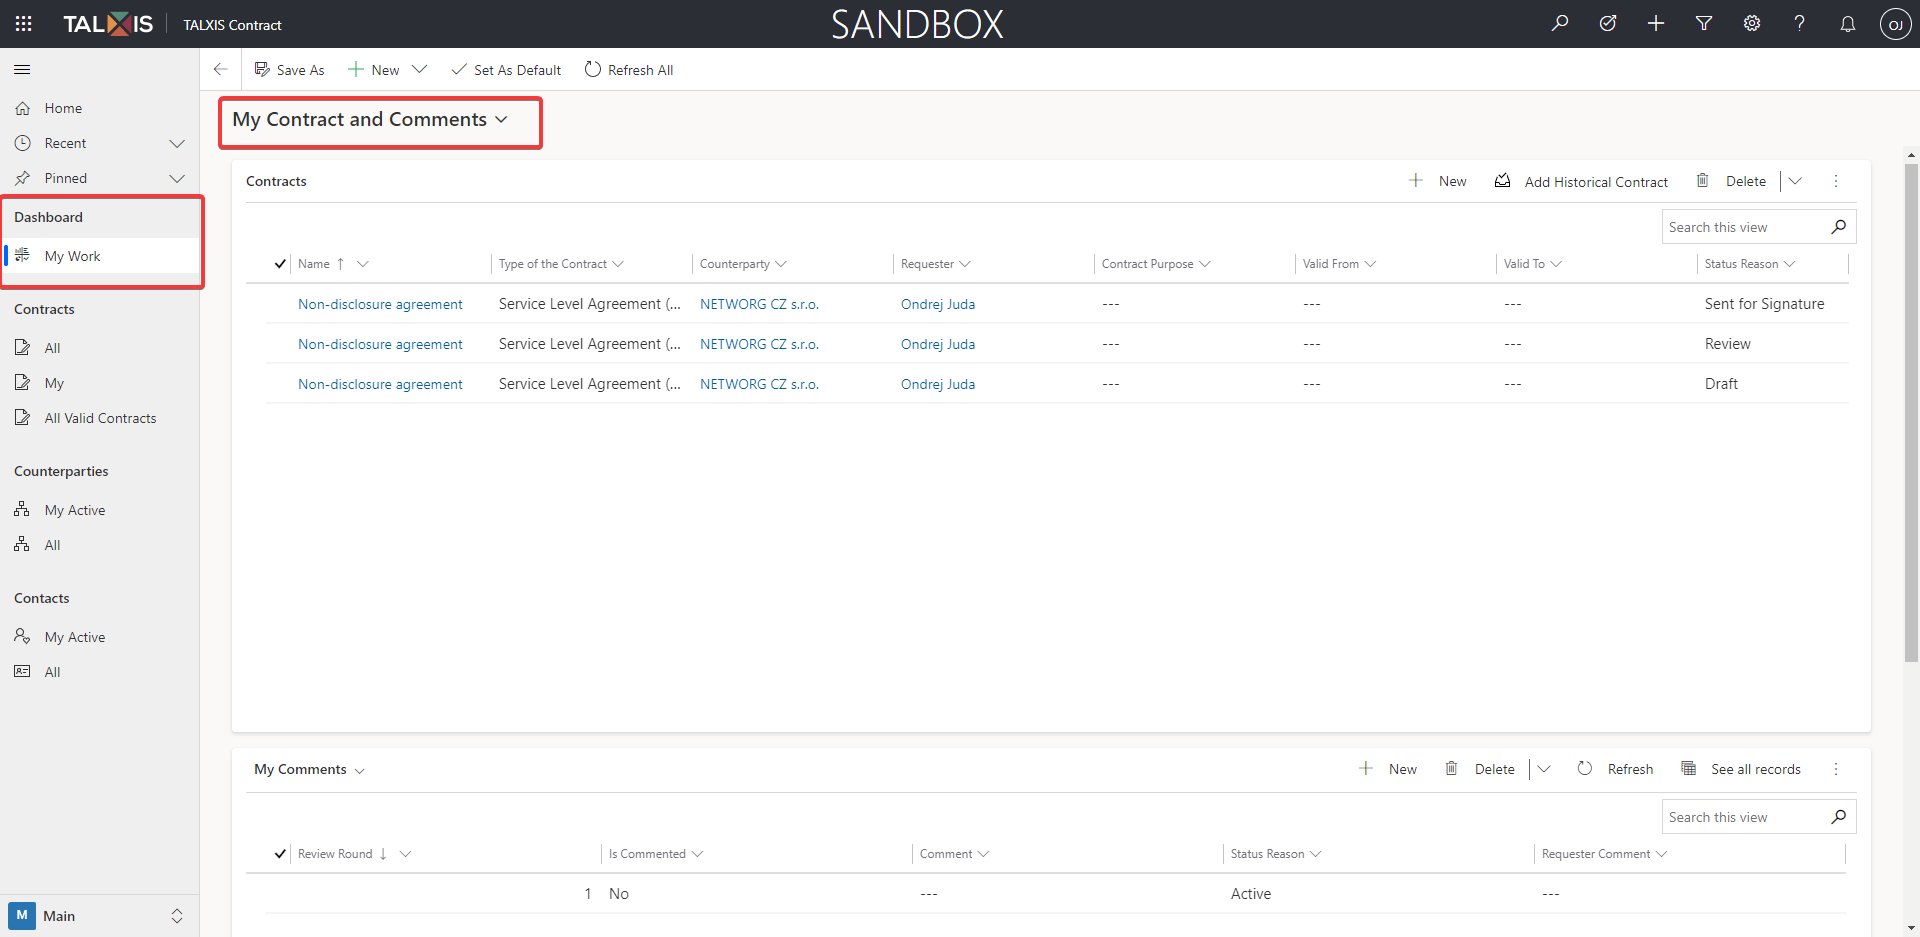 TALXIS TALXIS Contract SANDBOX OJ
Save As New Set As Default Refresh All
Home
Recent
Pinned
Dashboard
My Work
Contracts
All
My
All Valid Contracts
Counterparties
My Active
All
Contacts
My Active
All
M Main
My Contract and Comments
Contracts New Add Historical Contract Delete
Search this view
Name Type of the Contract Counterparty Requester Contract Purpose Valid From Valid To Status Reason
Non-disclosure agreement Service Level Agreement (... NETWORG CZ s.r.o. Ondrej Juda --- --- --- Sent for Signature
Non-disclosure agreement Service Level Agreement (... NETWORG CZ s.r.o. Ondrej Juda --- --- --- Review
Non-disclosure agreement Service Level Agreement (... NETWORG CZ s.r.o. Ondrej Juda --- --- --- Draft
My Comments New Delete Refresh See all records
Search this view
Review Round Is Commented Comment Status Reason Requester Comment
1 No --- Active ---